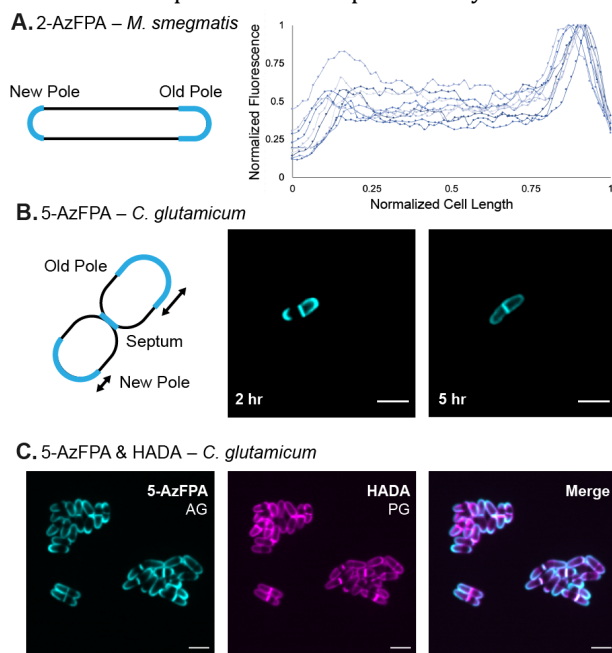 A. 2-AzFPA – M. smegmatis
New Pole
Old Pole
Normalized Fluorescence
1
0.75
0.5
0.25
0
0
0.25
0.5
0.75
1
Normalized Cell Length
B. 5-AzFPA – C. glutamicum
Old Pole
Septum
New Pole
2 hr
5 hr
C. 5-AzFPA & HADA – C. glutamicum
5-AzFPA
AG
HADA
PG
Merge